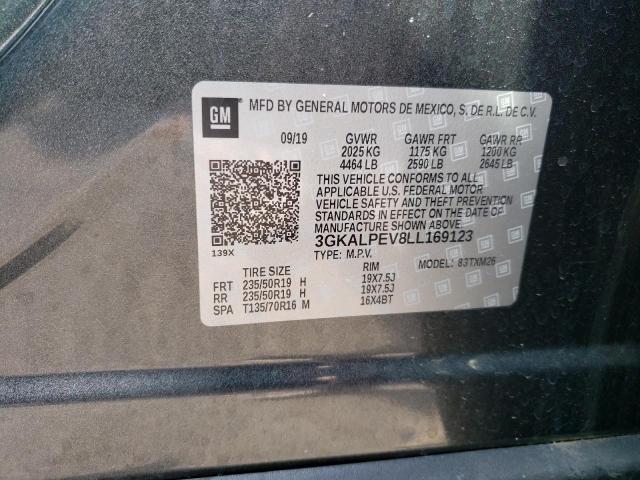 GM
MFD BY GENERAL MOTORS DE MEXICO, S. DE R.L. DE C.V.
09/19 GVWR GAWR FRT GAWR RR
2025 KG 1175 KG 1200 KG
4464 LB 2590 LB 2645 LB
THIS VEHICLE CONFORMS TO ALL
APPLICABLE U.S. FEDERAL MOTOR
VEHICLE SAFETY AND THEFT PREVENTION
STANDARDS IN EFFECT ON THE DATE OF
MANUFACTURE SHOWN ABOVE.
3GKALPEV8LL169123
139X TYPE: M.P.V. MODEL: 83TXM26
TIRE SIZE RIM
FRT 235/50R19 H 19X7.5J
RR 235/50R19 H 19X7.5J
SPA T135/70R16 M 16X4BT